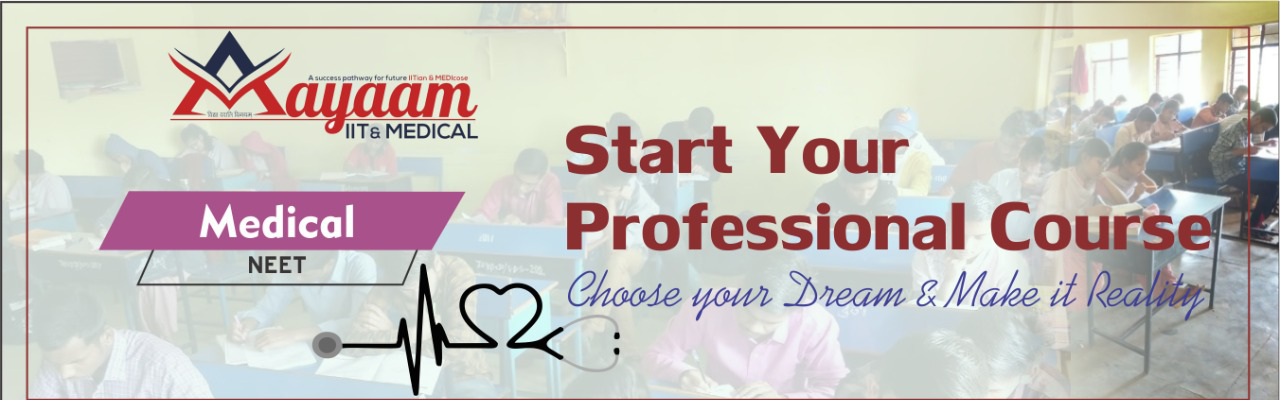 A success pathway for future IITian & MEDIcose
Aayaam
IIT& MEDICAL
Medical
NEET
Start Your
Professional Course
Choose your Dream & Make it Reality